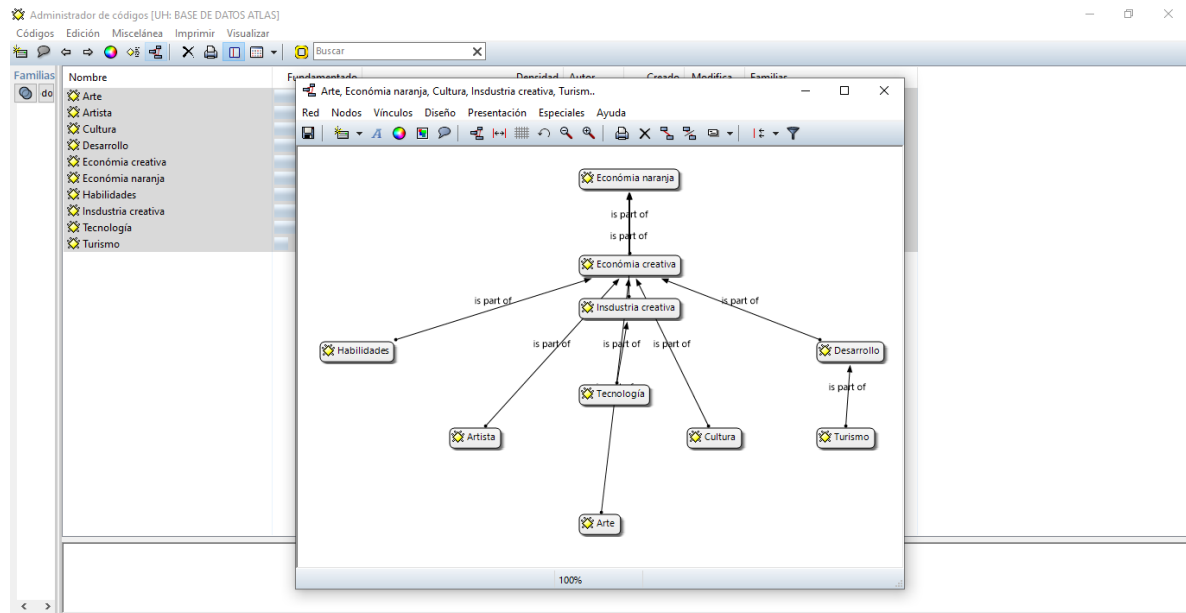 Administrador de códigos [UH: BASE DE DATOS ATLAS]
Códigos Edición Miscelánea Imprimir Visualizar
Buscar
Familias
do
Nombre
Arte
Artista
Cultura
Desarrollo
Económia creativa
Económia naranja
Habilidades
Insdustria creativa
Tecnología
Turismo
Fundamentado Densidad Autor Creado Modifica Familiar
Arte, Económia naranja, Cultura, Insdustria creativa, Turism..
Red Nodos Vínculos Diseño Presentación Especiales Ayuda
Económia naranja
is part of
is part of
Económia creativa
is part of is part of
Insdustria creativa
is part of is part of is part of
Habilidades Desarrollo
is part of
Tecnología
Artista Cultura Turismo
Arte
100%